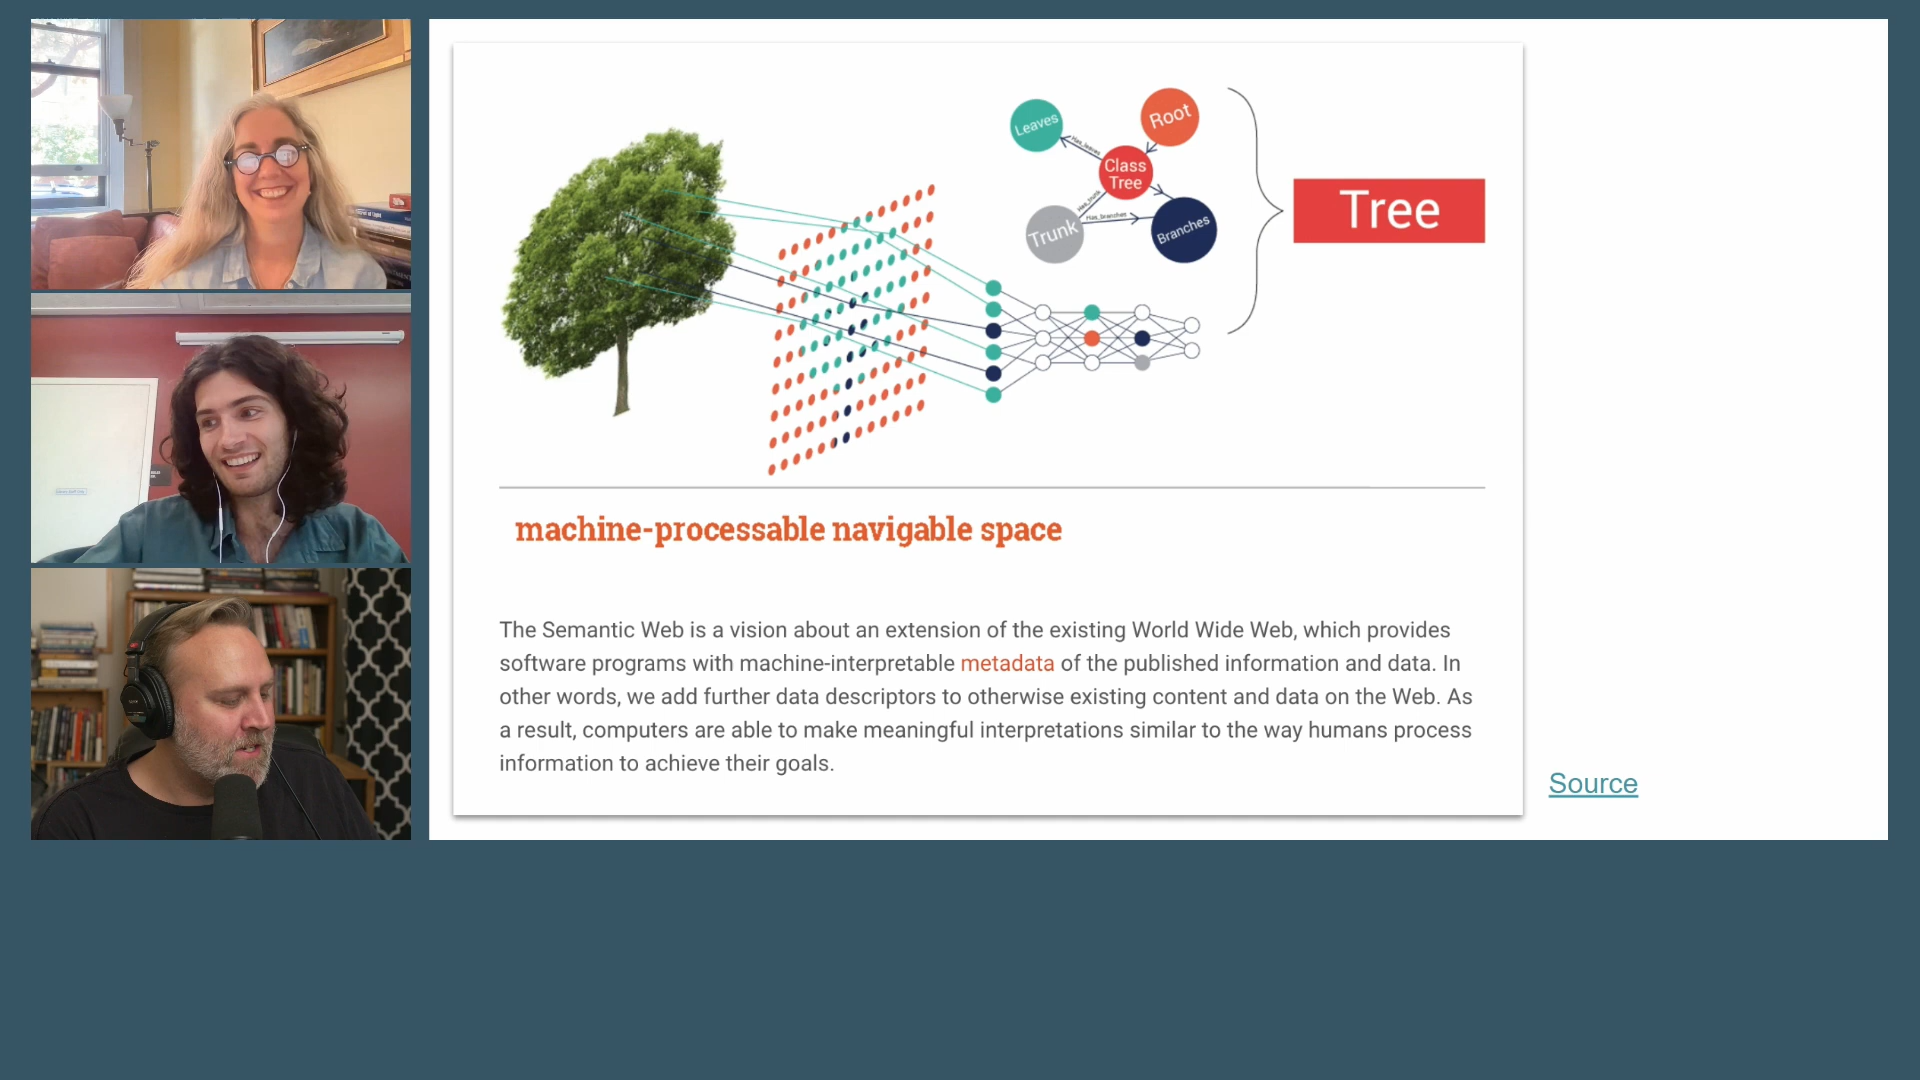 Leaves
Root
Has_leaves
Class
Tree
Tree
Has_trunk
Has_branches
Trunk
Branches
machine-processable navigable space
The Semantic Web is a vision about an extension of the existing World Wide Web, which provides
software programs with machine-interpretable metadata of the published information and data. In
other words, we add further data descriptors to otherwise existing content and data on the Web. As
a result, computers are able to make meaningful interpretations similar to the way humans process
information to achieve their goals.
Source